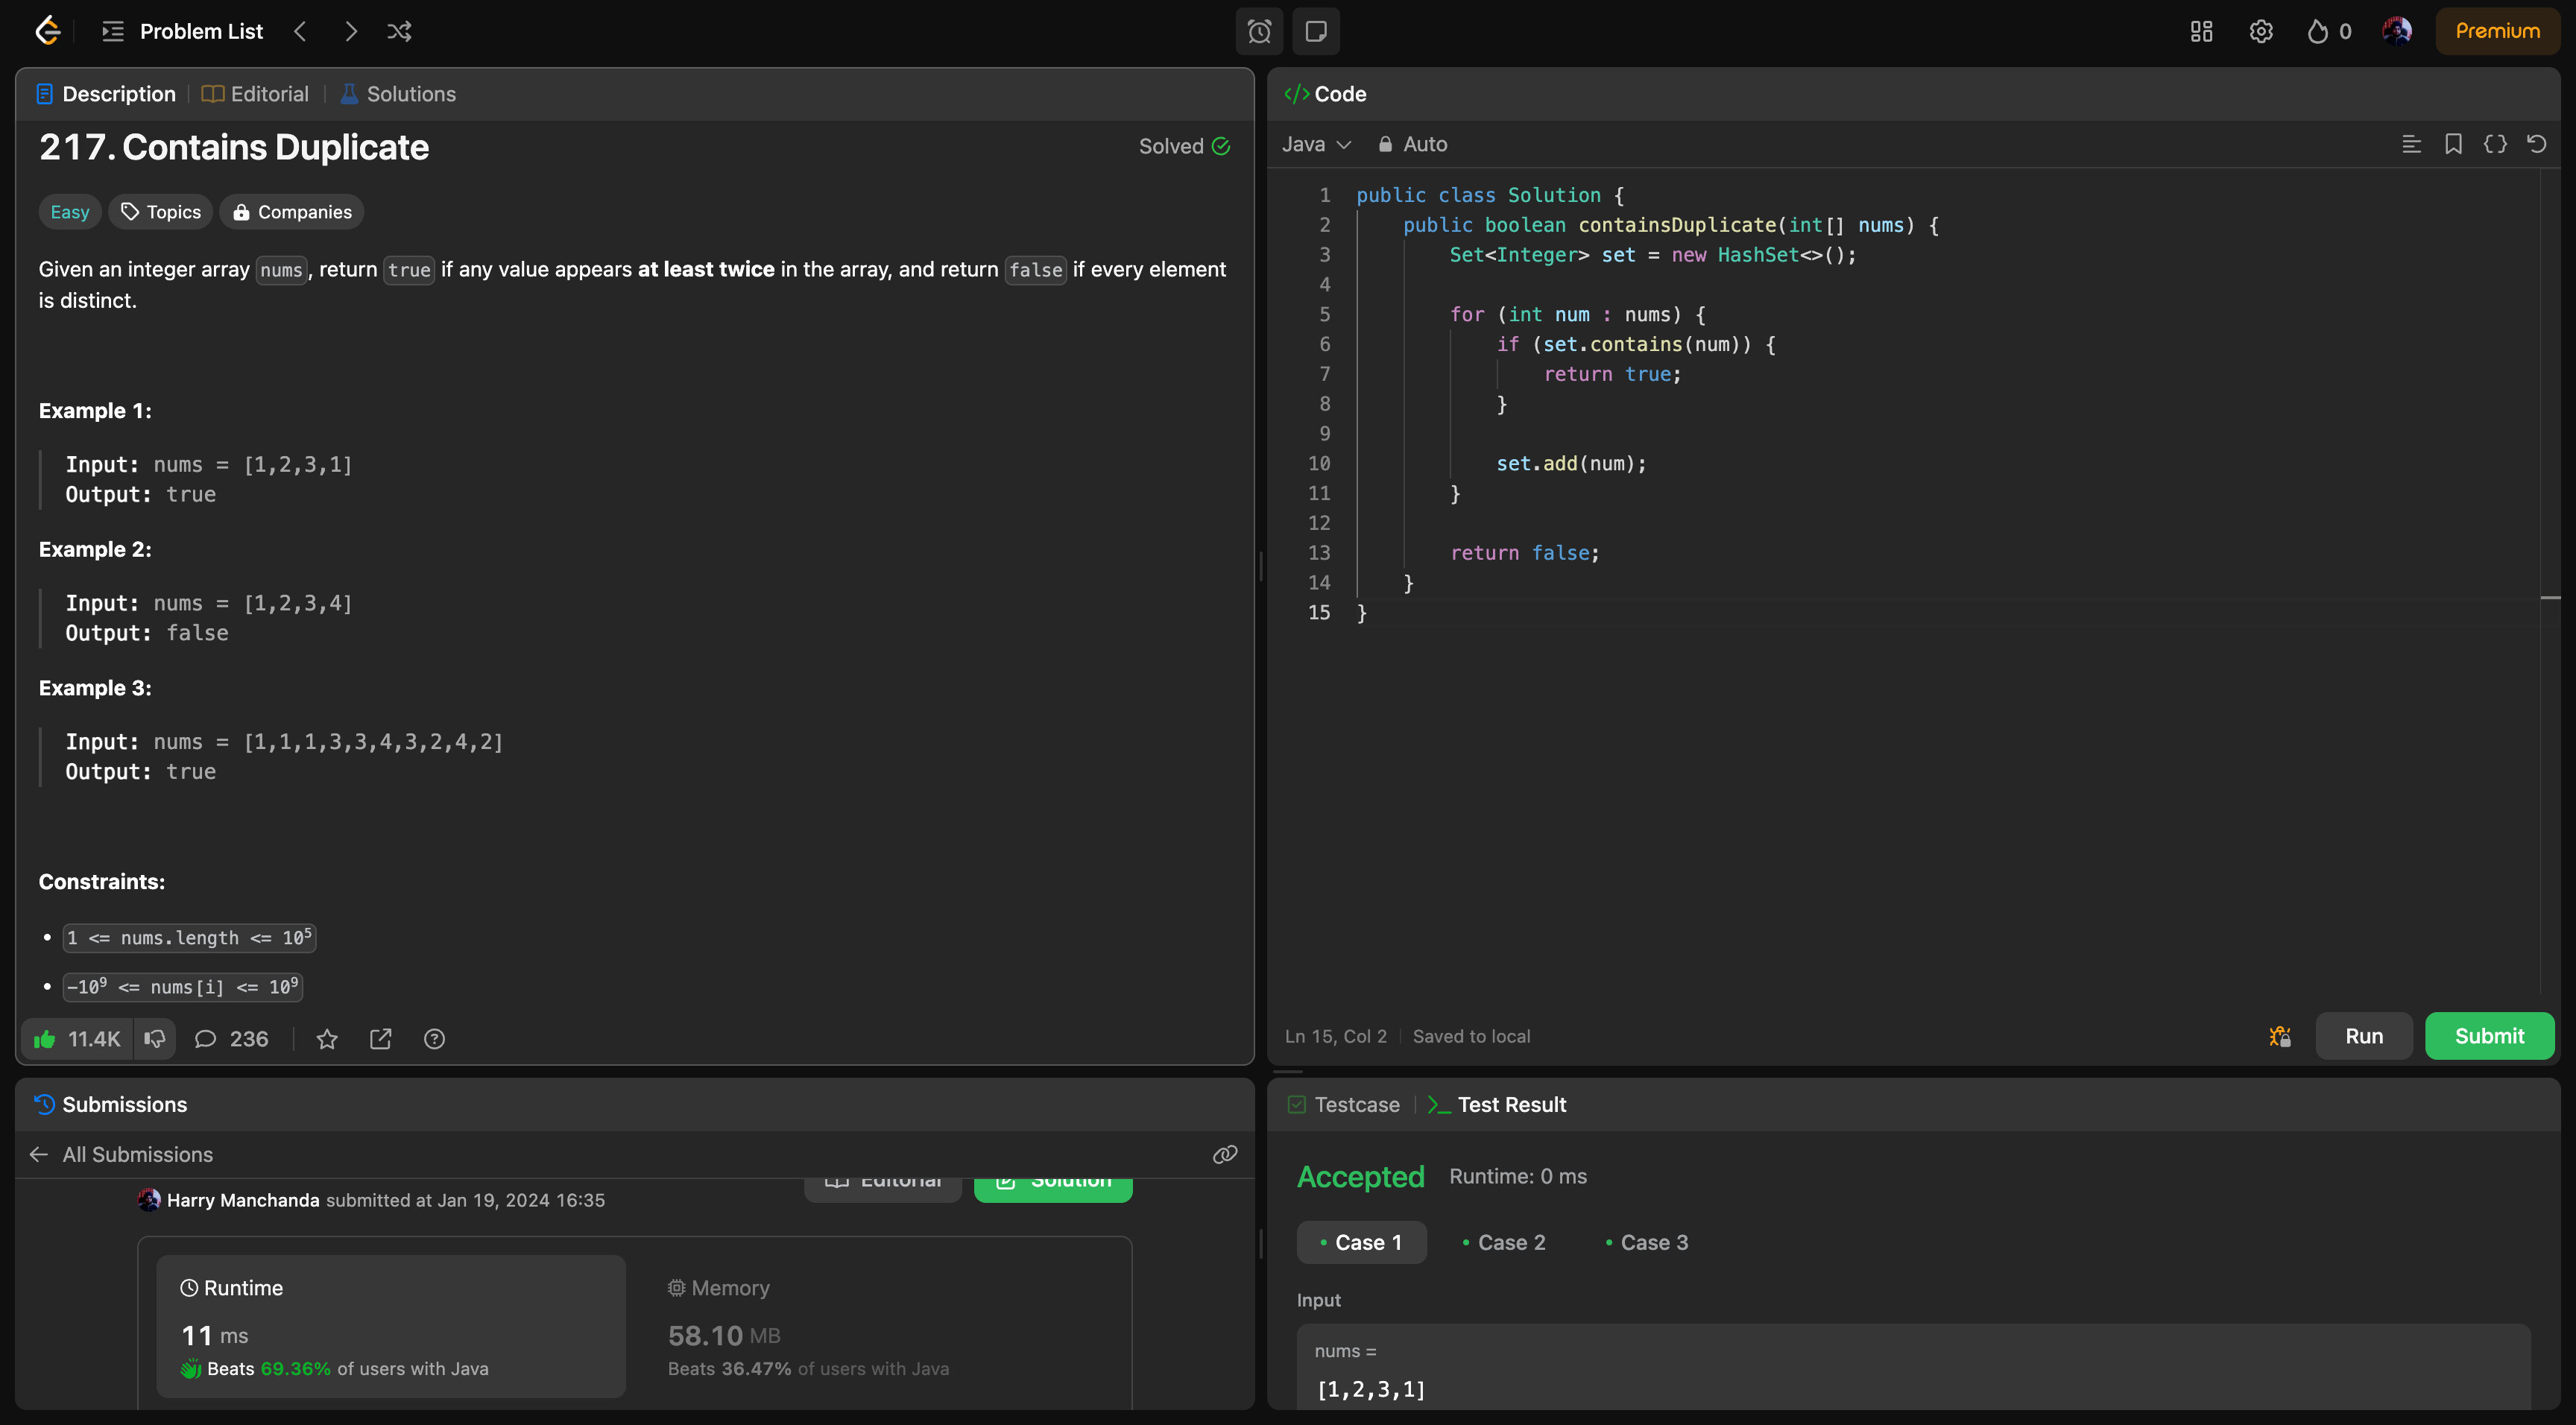 Problem List
0
Premium
Description
Editorial
Solutions
217. Contains Duplicate
Solved
Easy
Topics
Companies
Given an integer array nums, return true if any value appears at least twice in the array, and return false if every element
is distinct.
Example 1:
Input: nums = [1,2,3,1]
Output: true
Example 2:
Input: nums = [1,2,3,4]
Output: false
Example 3:
Input: nums = [1,1,1,3,3,4,3,2,4,2]
Output: true
Constraints:
• 1 <= nums.length <= 10⁵
• -10⁹ <= nums[i] <= 10⁹
11.4K
236
</> Code
Java
Auto
1 public class Solution {
2 public boolean containsDuplicate(int[] nums) {
3 Set<Integer> set = new HashSet<>();
4
5 for (int num : nums) {
6 if (set.contains(num)) {
7 return true;
8 }
9
10 set.add(num);
11 }
12
13 return false;
14 }
15 }
Ln 15, Col 2
Saved to local
Run
Submit
Submissions
All Submissions
Editorial
Solution
Harry Manchanda submitted at Jan 19, 2024 16:35
Runtime
11 ms
Beats 69.36% of users with Java
Memory
58.10 MB
Beats 36.47% of users with Java
Testcase
Test Result
Accepted
Runtime: 0 ms
• Case 1
• Case 2
• Case 3
Input
nums =
[1,2,3,1]